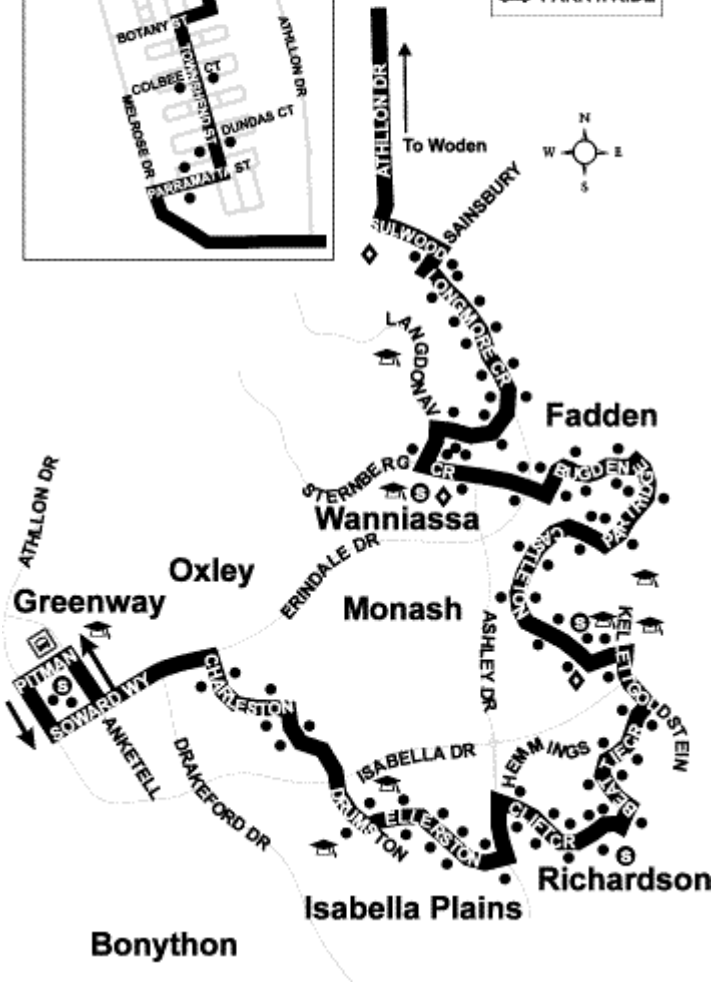 BOTANY ST
TOWNSHEND ST
COLBEE CT
ATHLLON DR
MELROSE DR
DUNDAS CT
PARRAMATTA ST
ATHLLON DR
To Woden
N
W
E
S
SULWOOD
SAINSBURY
LONGMORE CR
LANGDON AV
Fadden
STERNBERG CR
BUGDEN
PARTRIDGE
Wanniassa
CASTLETON
ATHLLON DR
Oxley
ERINDALE DR
Greenway
Monash
ASHLEY DR
KELLETT
S
PITMAN
S
SOWARD WY
ANKETELL
CHARLESTON
DRAKEFORD DR
GOLDSTEIN
ISABELLA DR
HEMMINGS
BEATTIE CR
DRUMSTON
ELLERSTON
CLIFT CR
S
Richardson
Isabella Plains
Bonython
S